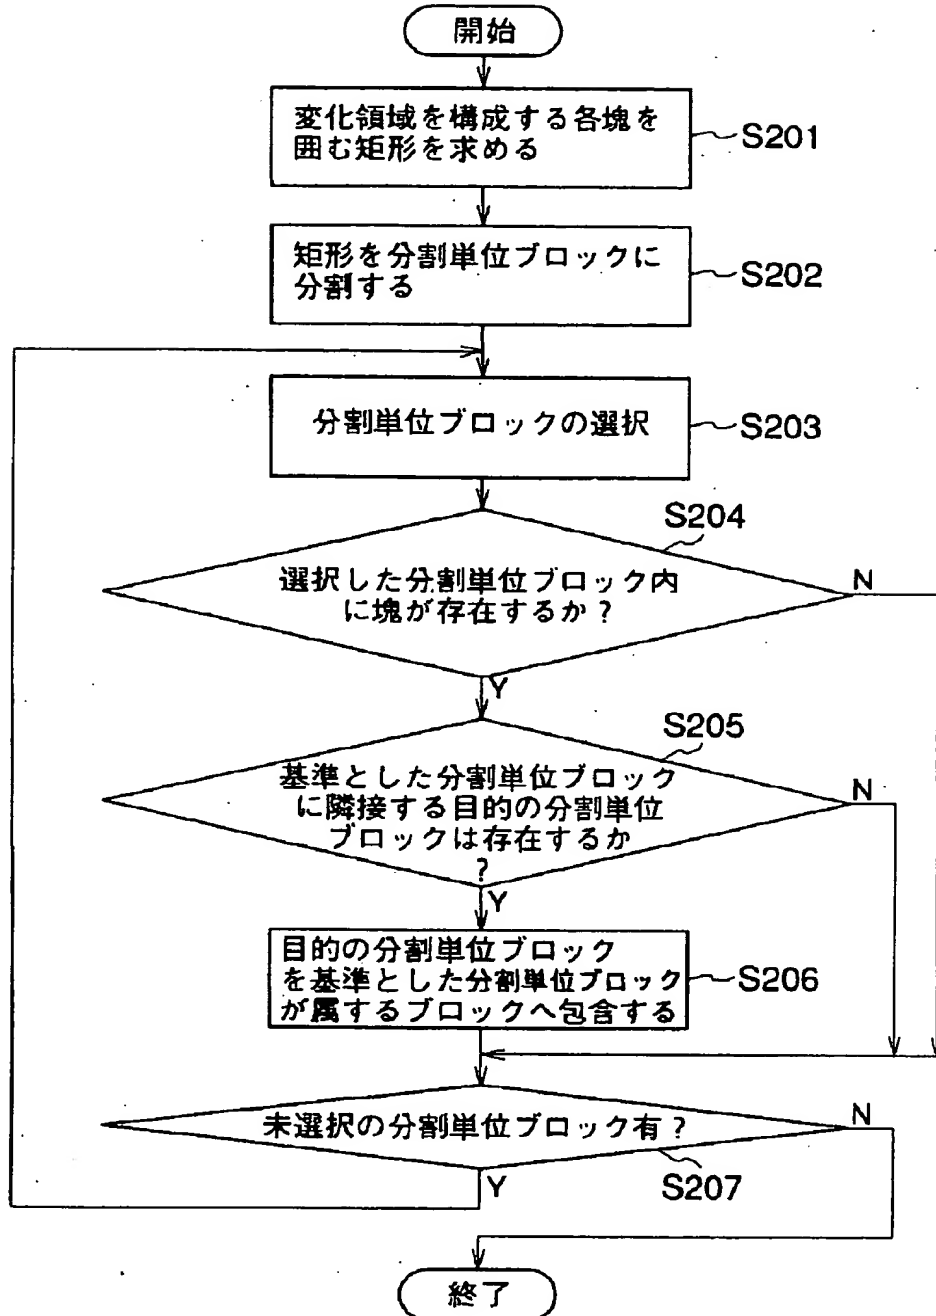 開始
変化領域を構成する各塊を
囲む矩形を求める
S201
矩形を分割単位ブロックに
分割する
S202
分割単位ブロックの選択
S203
S204
選択した分割単位ブロック内
に塊が存在するか?
N
Y
S205
基準とした分割単位ブロック
に隣接する目的の分割単位
ブロックは存在するか
?
N
Y
目的の分割単位ブロック
を基準とした分割単位ブロック
が属するブロックへ包含する
S206
未選択の分割単位ブロック有?
N
S207
Y
終了